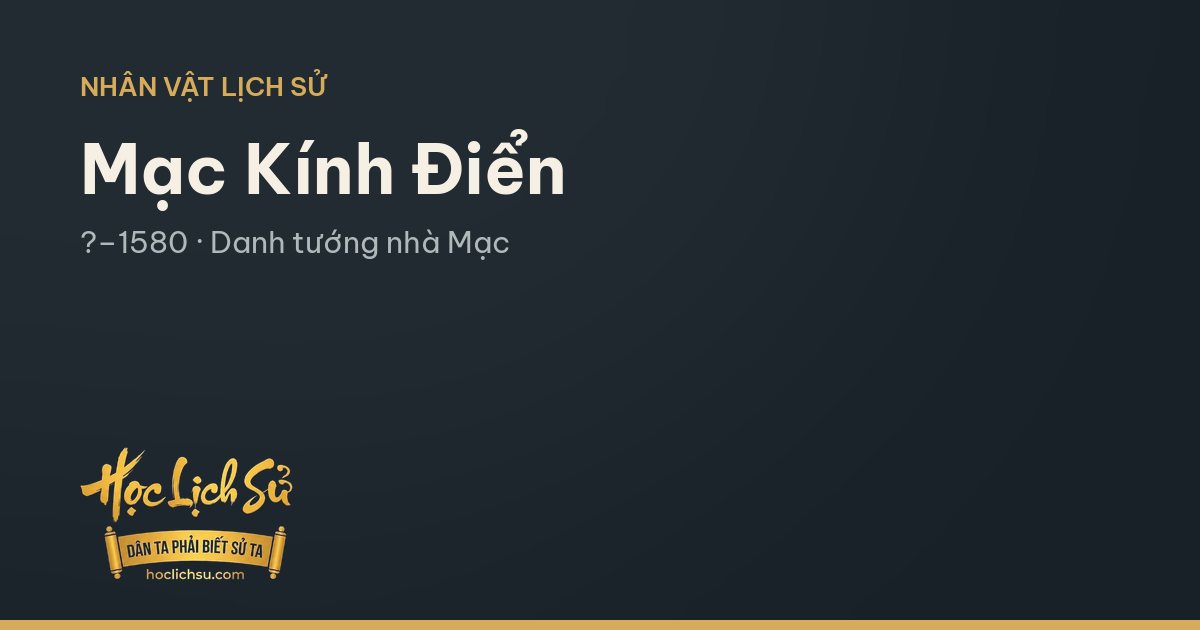 NHÂN VẬT LỊCH SỬ
Mạc Kính Điển
?–1580 · Danh tướng nhà Mạc
Học Lịch Sử
DÂN TA PHẢI BIẾT SỬ TA
hoclichsu.com